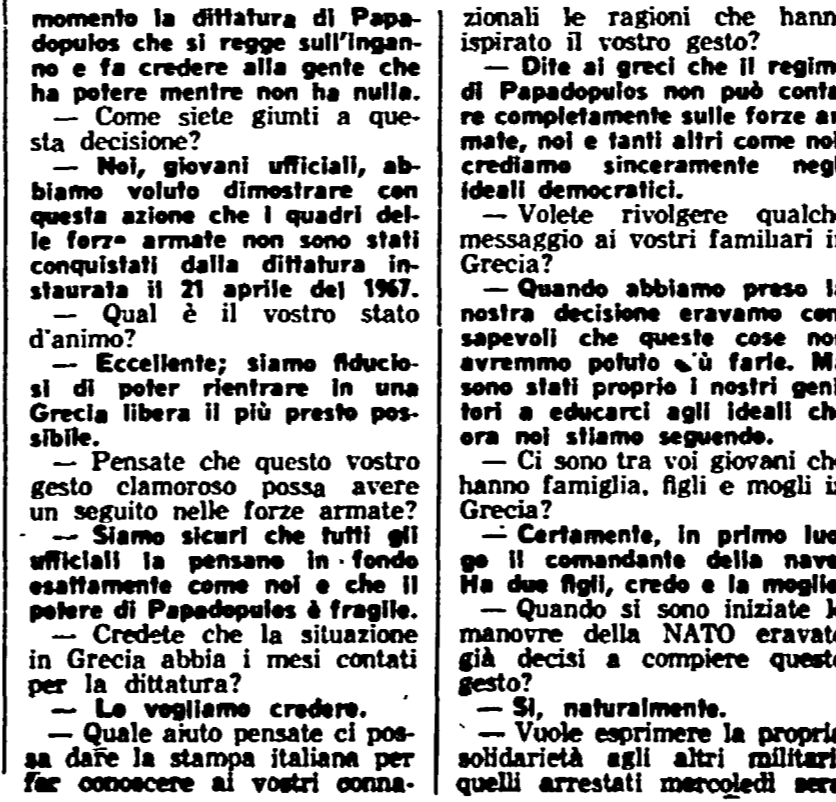 momento la dittatura di Papa-
dopulos che si regge sull'ingan-
no e fa credere alla gente che
ha potere mentre non ha nulla.
— Come siete giunti a que-
sta decisione?
— Noi, giovani ufficiali, ab-
biamo voluto dimostrare con
questa azione che i quadri del-
le forze armate non sono stati
conquistati dalla dittatura in-
staurata il 21 aprile del 1967.
— Qual è il vostro stato
d'animo?
— Eccellente; siamo fiducio-
si di poter rientrare in una
Grecia libera il più presto pos-
sibile.
— Pensate che questo vostro
gesto clamoroso possa avere
un seguito nelle forze armate?
— Siamo sicuri che tutti gli
ufficiali la pensano in fondo
esattamente come noi e che il
potere di Papadopulos è fragile.
— Credete che la situazione
in Grecia abbia i mesi contati
per la dittatura?
— Lo vogliamo credere.
— Quale aiuto pensate ci pos-
sa dare la stampa italiana per
far conoscere ai vostri conna-
zionali le ragioni che hann
ispirato il vostro gesto?
— Dite ai greci che il regim
di Papadopulos non può conta
re completamente sulle forze ar
mate, noi e tanti altri come noi
crediamo sinceramente negl
ideali democratici.
— Volete rivolgere qualch
messaggio ai vostri familiari i
Grecia?
— Quando abbiamo preso l
nostra decisione eravamo con
sapevoli che queste cose no
avremmo potuto più farle. M
sono stati proprio i nostri geni
tori a educarci agli ideali ch
ora noi stiamo seguendo.
— Ci sono tra voi giovani ch
hanno famiglia, figli e mogli i
Grecia?
— Certamente, in primo luo
go il comandante della nave
Ha due figli, credo e la moglie
— Quando si sono iniziate l
manovre della NATO eravate
già decisi a compiere questo
gesto?
— Sì, naturalmente.
— Vuole esprimere la propria
solidarietà agli altri militari
quelli arrestati mercoledì sera